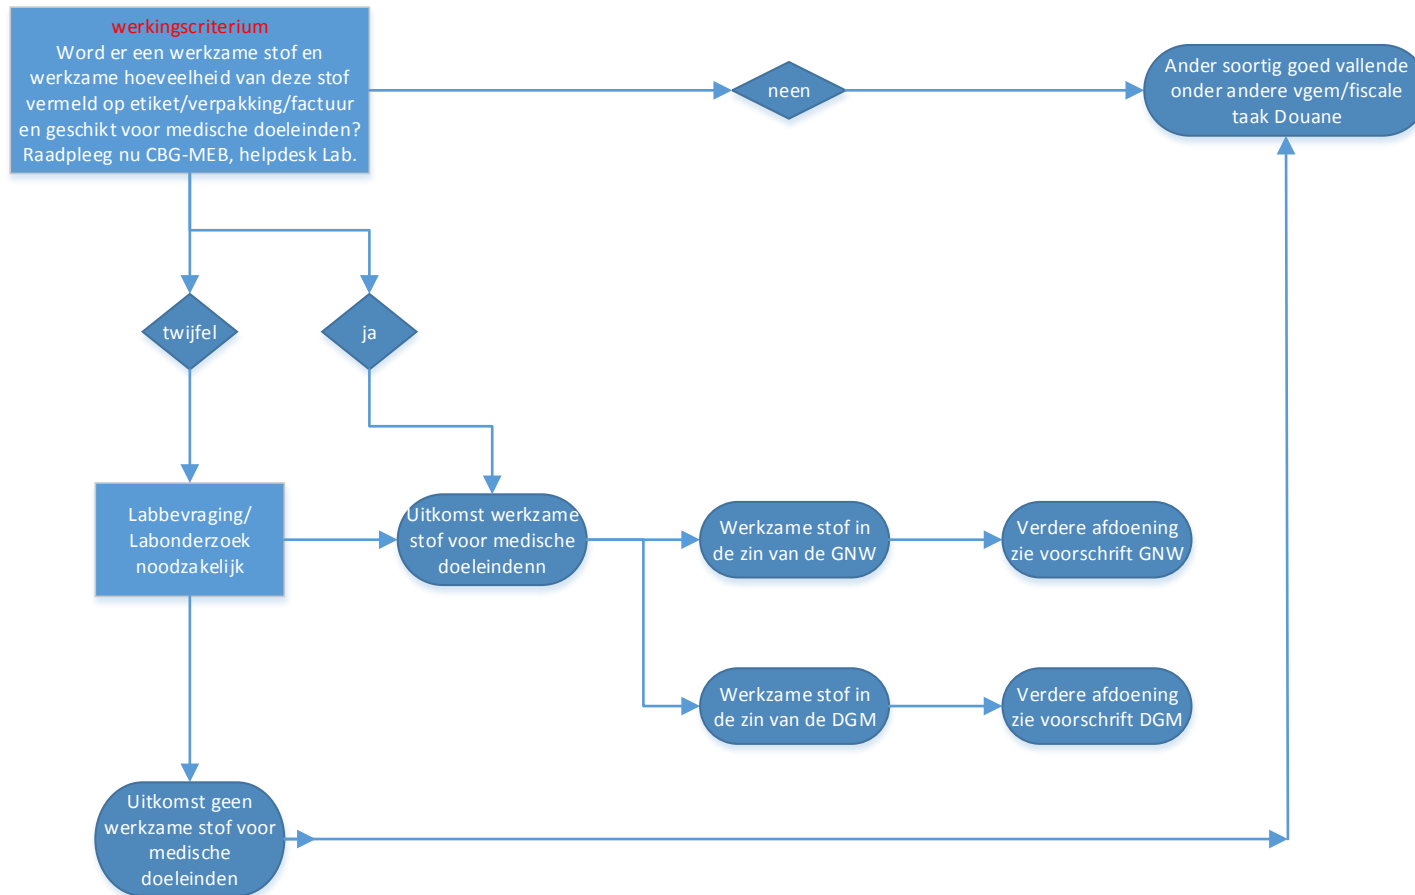 werkingscriterium
Word er een werkzame stof en
werkzame hoeveelheid van deze stof
vermeld op etiket/verpakking/factuur
en geschikt voor medische doeleinden?
Raadpleeg nu CBG-MEB, helpdesk Lab.
neen
Ander soortig goed vallende
onder andere vgem/fiscale
taak Douane
twijfel
ja
Labbevraging/
Labonderzoek
noodzakelijk
Uitkomst werkzame
stof voor medische
doeleindenn
Werkzame stof in
de zin van de GNW
Verdere afdoening
zie voorschrift GNW
Werkzame stof in
de zin van de DGM
Verdere afdoening
zie voorschrift DGM
Uitkomst geen
werkzame stof voor
medische
doeleinden